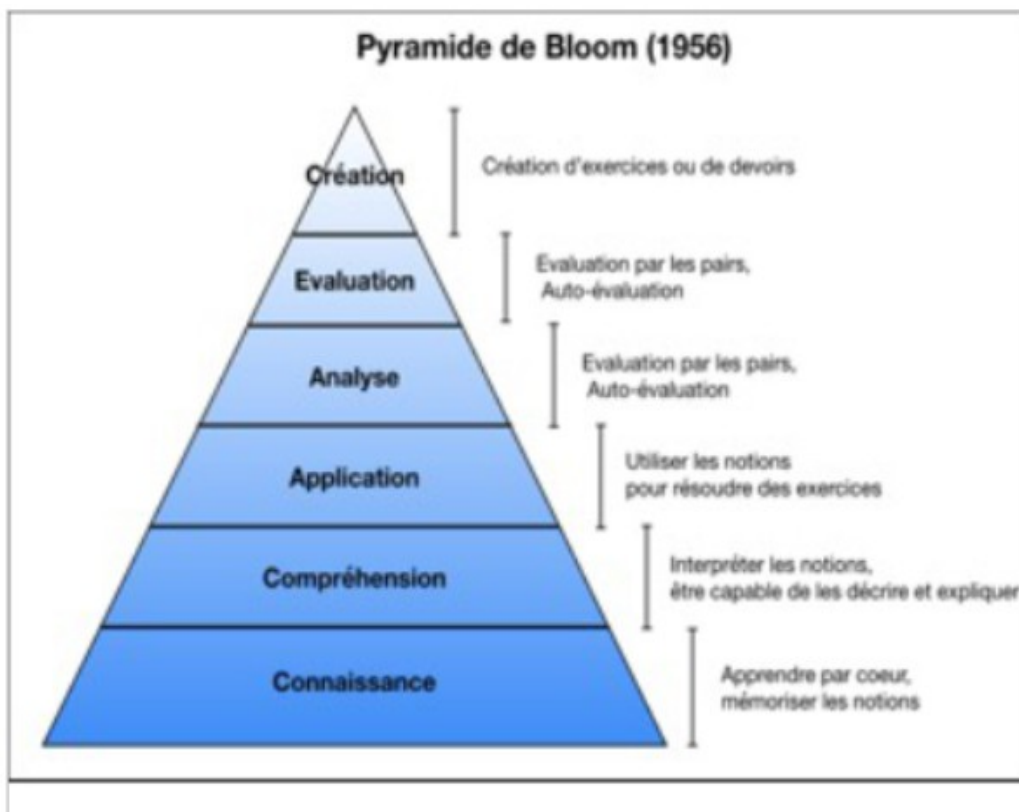 Pyramide de Bloom (1956)
Création
Création d'exercices ou de devoirs
Evaluation
Evaluation par les pairs,
Auto-évaluation
Analyse
Evaluation par les pairs,
Auto-évaluation
Application
Utiliser les notions
pour résoudre des exercices
Compréhension
Interpréter les notions,
être capable de les décrire et expliquer
Connaissance
Apprendre par coeur,
mémoriser les notions